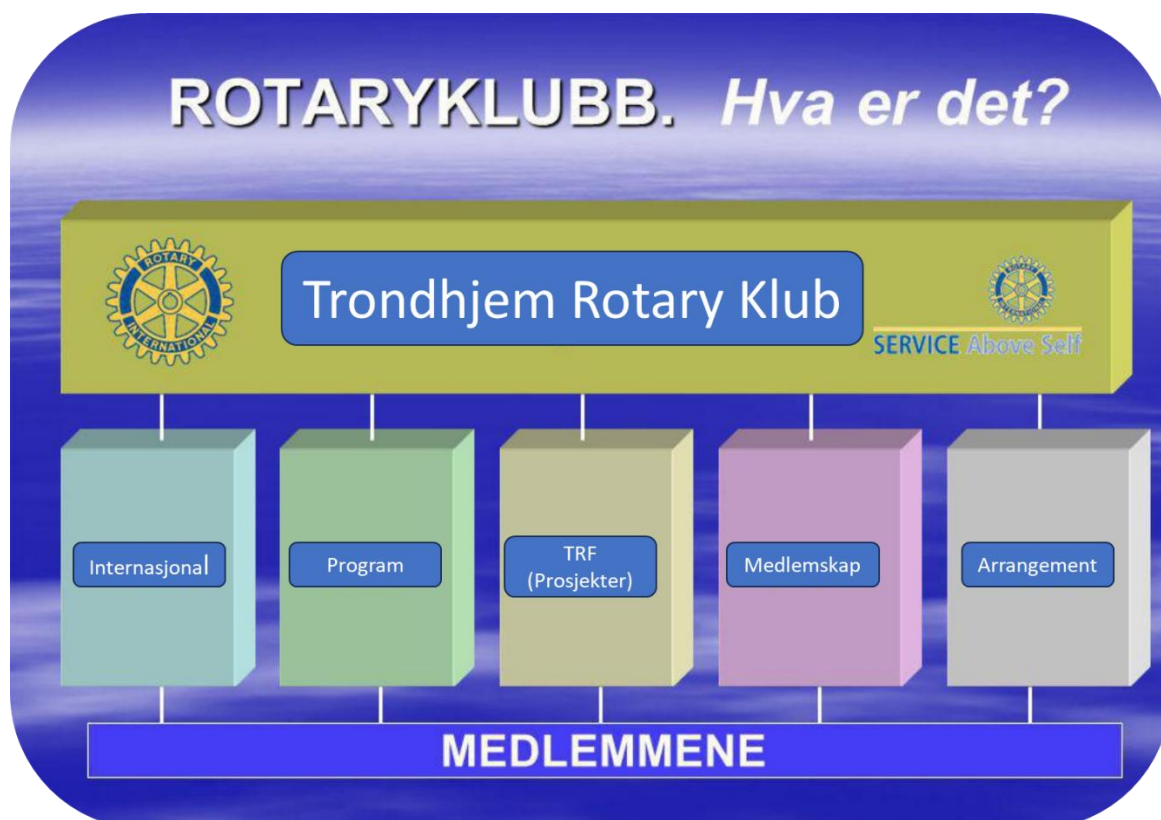 ROTARYKLUBB. Hva er det?
ROTARY
INTERNATIONAL
Trondhjem Rotary Klub
SERVICE Above Self
Internasjonal
Program
TRF
(Prosjekter)
Medlemskap
Arrangement
MEDLEMMENE